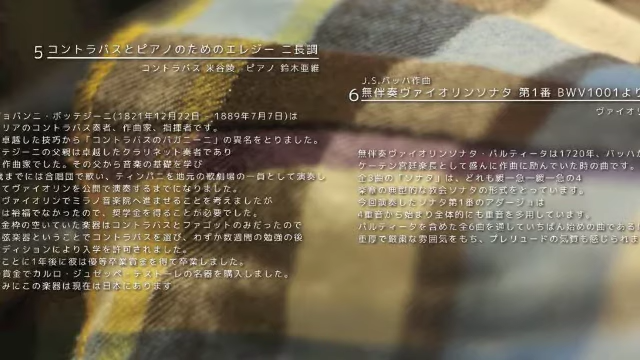 5 コントラバスとピアノのためのエレジー ニ長調
コントラバス 米谷陵 ピアノ 鈴木亜維
ョバンニ・ボッテジーニ(1821年12月22日 - 1889年7月7日)は
リアのコントラバス奏者、作曲家、指揮者です。
卓越した技巧から「コントラバスのパガニーニ」の異名をとりました。
テジーニの父親は卓越したクラリネット奏者であり
作曲家でした。その父から音楽の基礎を学び
歳までには合唱団で歌い、ティンパニを地元の歌劇場の一員として演奏し
てヴァイオリンを公開で演奏するまでになりました。
ヴァイオリンでミラノ音楽院へ進ませることを考えましたが
は裕福でなかったので、奨学金を得ることが必要でした。
金枠の空いていた楽器はコントラバスとファゴットのみだったので
弦楽器ということでコントラバスを選び、わずか数週間の勉強の後
ディションにより入学を許可されました。
ことに1年後に彼は優等卒業賞金を得て卒業しました。
賞金でカルロ・ジュゼッペ・テストーレの名器を購入しました。
みにこの楽器は現在は日本にあります
J.S.バッハ作曲
6 無伴奏ヴァイオリンソナタ 第1番 BWV1001より
ヴァイオリ
無伴奏ヴァイオリンソナタ・パルティータは1720年、バッハが
ケーテン宮廷楽長として盛んに作曲に励んでいた時の曲です。
全3曲の「ソナタ」は、どれも緩ー急ー緩ー急の4
楽章の典型的な教会ソナタの形式をとっています。
今回演奏したソナタ第1番のアダージョは
4重音から始まり全体的にも重音を多用しています。
パルティータを含めた全6曲を通していちばん始めの曲である
重厚で厳粛な雰囲気をもち、プレリュードの気質も感じられま